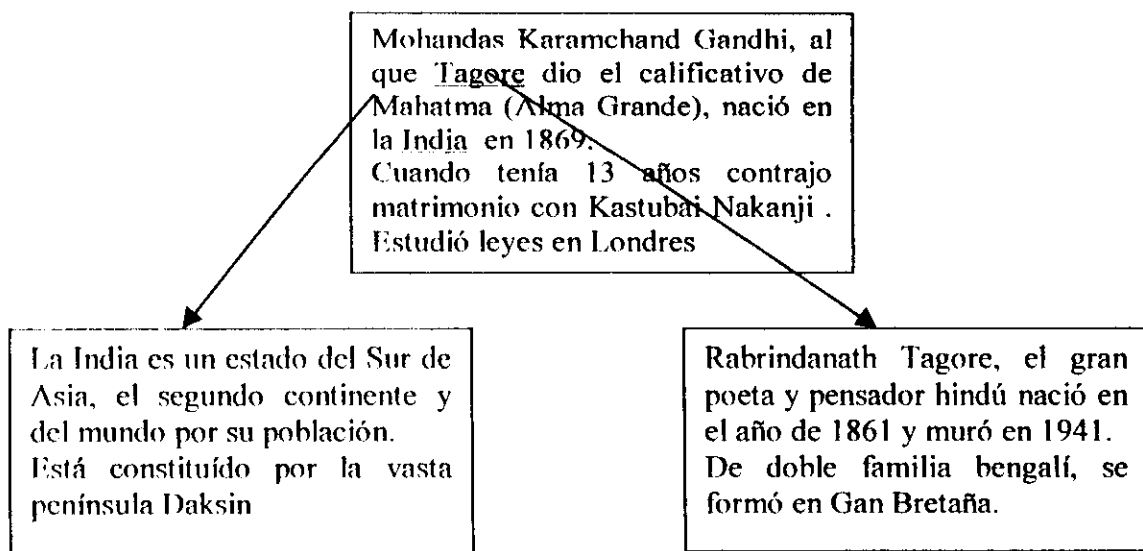 Mohandas Karamchand Gandhi, al
que Tagore dio el calificativo de
Mahatma (Alma Grande), nació en
la India en 1869.
Cuando tenía 13 años contrajo
matrimonio con Kastubai Nakanji .
Estudió leyes en Londres
La India es un estado del Sur de
Asia, el segundo continente y
del mundo por su población.
Está constituído por la vasta
península Daksin
Rabrindanath Tagore, el gran
poeta y pensador hindú nació en
el año de 1861 y muró en 1941.
De doble familia bengalí, se
formó en Gan Bretaña.